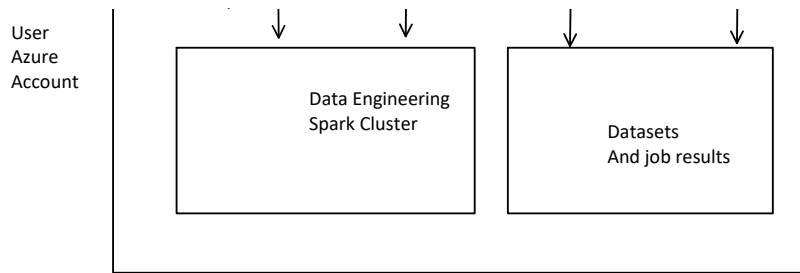 User
Azure
Account
Data Engineering
Spark Cluster
Datasets
And job results